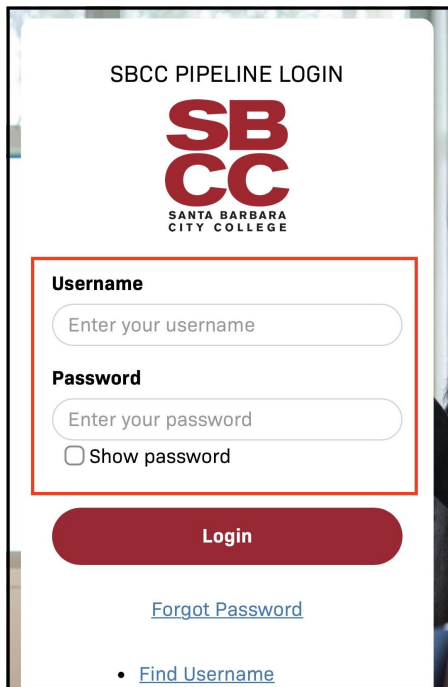 SBCC PIPELINE LOGIN
SB
CC
SANTA BARBARA
CITY COLLEGE
Username
Enter your username
Password
Enter your password
Show password
Login
Forgot Password
Find Username